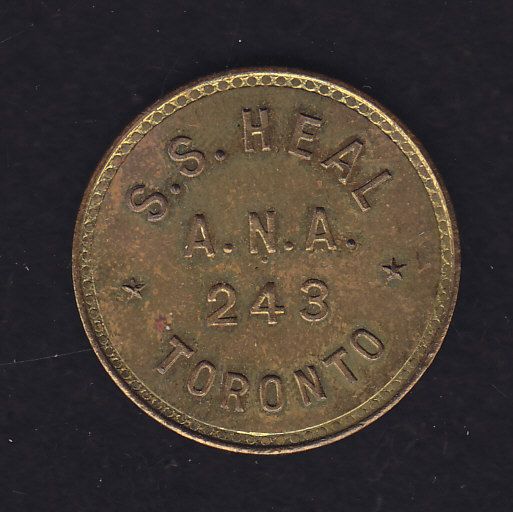 S.S. HEAL
A.N.A.
243
TORONTO